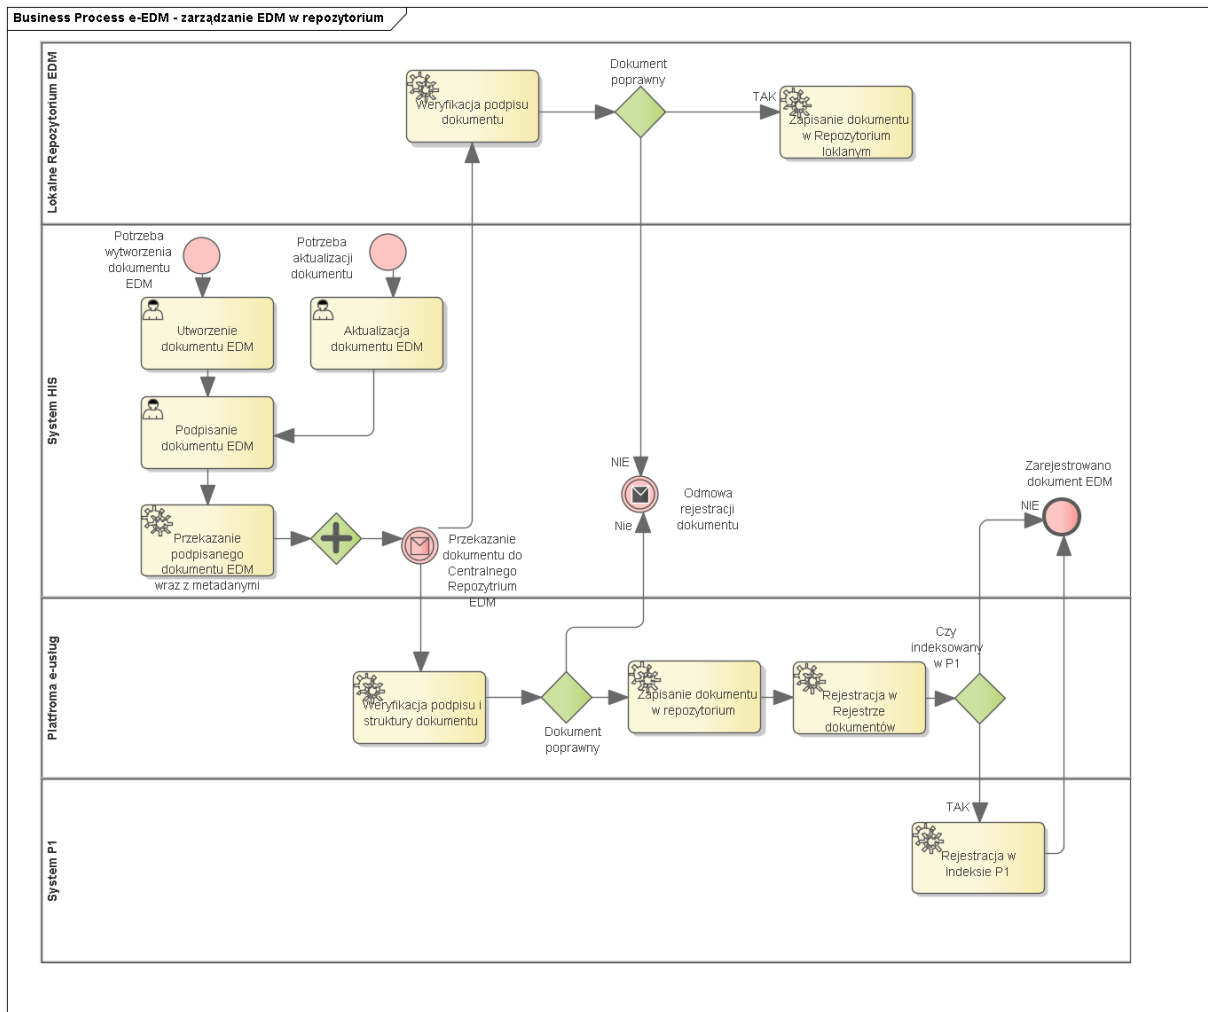 Business Process e-EDM - zarządzanie EDM w repozytorium
Lokalne Repozytorium EDM
Weryfikacja podpisu
dokumentu
Dokument
poprawny
TAK
Zapisanie dokumentu
w Repozytorium
loklanym
System HIS
Potrzeba
wytworzenia
dokumentu
EDM
Potrzeba
aktualizacji
dokumentu
Utworzenie
dokumentu EDM
Aktualizacja
dokumentu EDM
Podpisanie
dokumentu EDM
Przekazanie
podpisanego
dokumentu EDM
wraz z metadanymi
Przekazanie
dokumentu do
Centralnego
Repozytrium
EDM
NIE
Nie
Odmowa
rejestracji
dokumentu
Zarejestrowano
dokument EDM
NIE
Platfroma e-usług
Weryfikacja podpisu i
struktury dokumentu
Dokument
poprawny
Zapisanie dokumentu
w repozytorium
Rejestracja w
Rejestrze
dokumentów
Czy
indeksowany
w P1
System P1
TAK
Rejestracja w
Indeksie P1